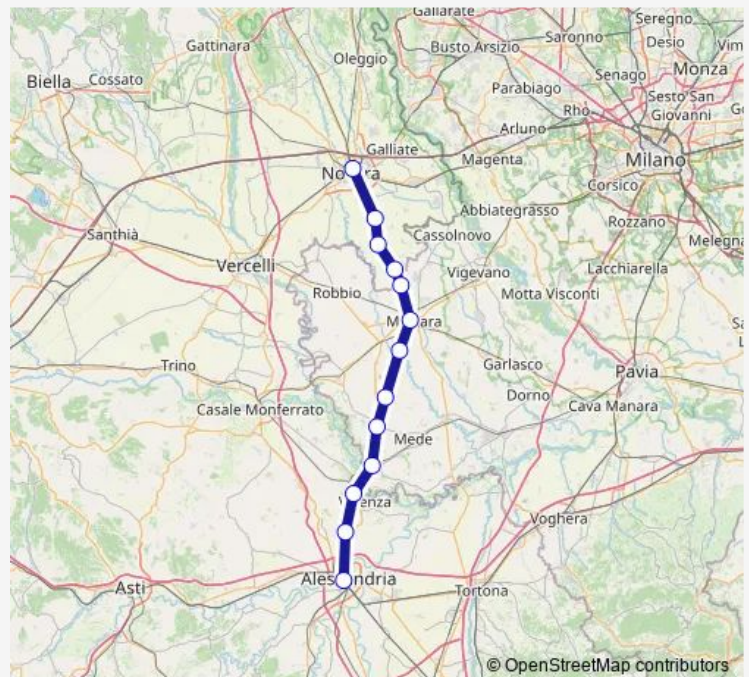 Gallarate
Seregno
Saronno
Gattinara
Busto Arsizio
Desio
Oleggio
Monza
Biella
Cossato
Senago
Parabiago
Sesto San
Rho
Giovanni
Arluno
Galliate
Magenta
Milano
Corsico
Abbiategrasso
Rozzano
Santhià
Cassolnovo
Melegna
Vercelli
Vigevano
Lacchiarella
Robbio
Motta Visconti
Trino
Garlasco
Pavia
Dorno
Casale Monferrato
Cava Manara
Mede
Voghera
Asti
Tortona
© OpenStreetMap contributors